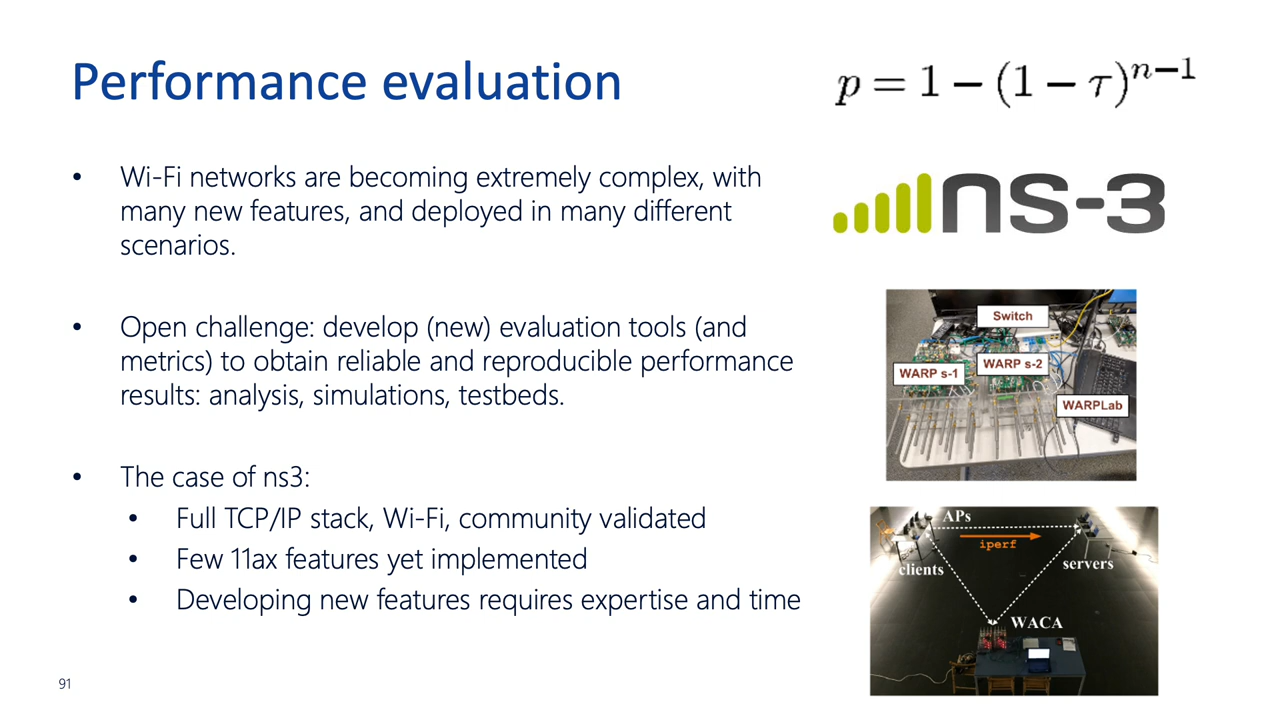 Performance evaluation
p = 1 − (1 − τ)^{n−1}
• Wi-Fi networks are becoming extremely complex, with
many new features, and deployed in many different
scenarios.
• Open challenge: develop (new) evaluation tools (and
metrics) to obtain reliable and reproducible performance
results: analysis, simulations, testbeds.
• The case of ns3:
• Full TCP/IP stack, Wi-Fi, community validated
• Few 11ax features yet implemented
• Developing new features requires expertise and time
ns-3
Switch
WARP s-1
WARP s-2
WARPLab
APs
iperf
clients
servers
WACA
91